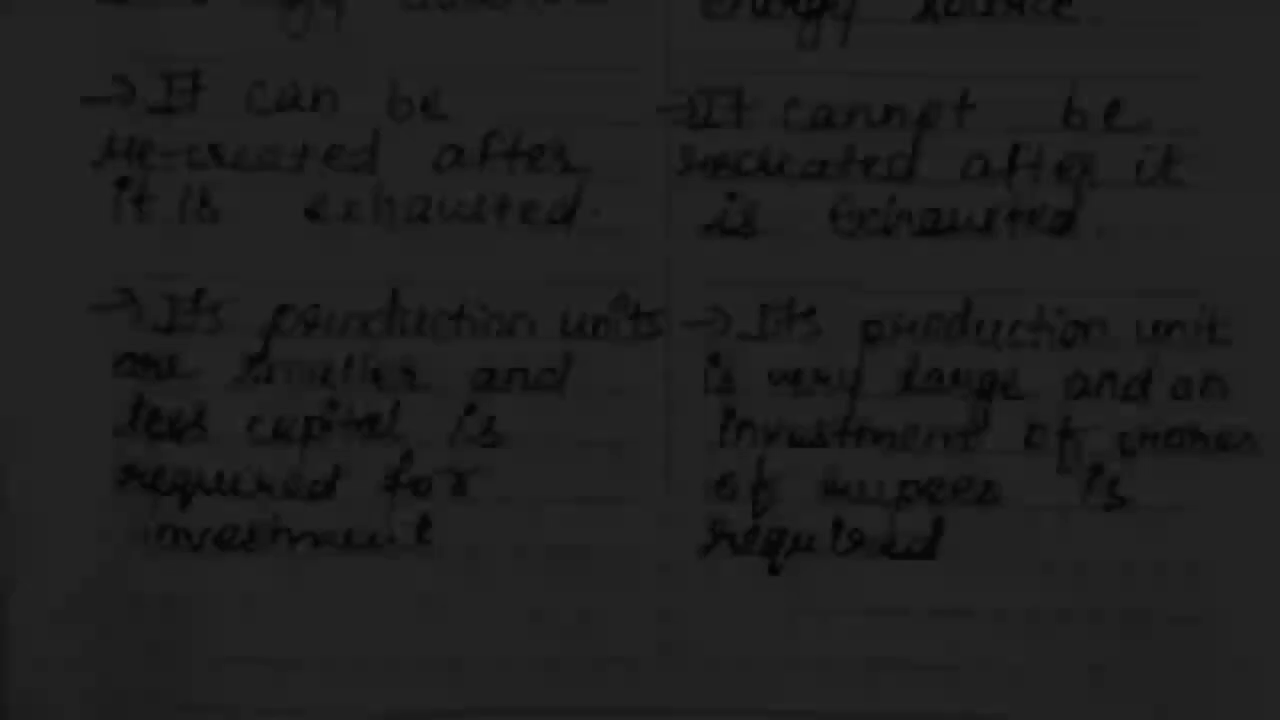 energy source.
→ It can be
re-created after
it is exhausted.
→ It cannot be
recreated after it
is Exhausted.
→ Its production units
are smaller and
less capital is
required for
investment
→ Its production unit
is very large and an
investment of crores
of rupees is
required